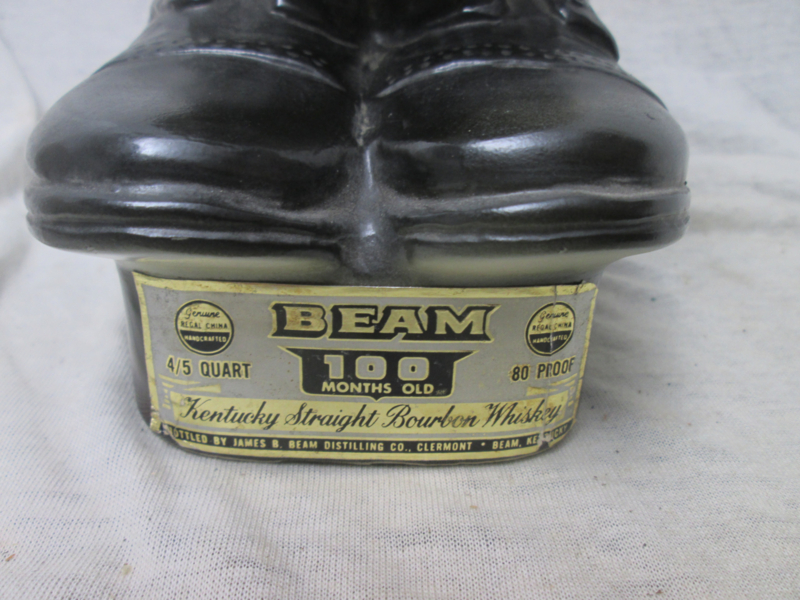 Genuine
REGAL CHINA
HANDCRAFTED
BEAM
Genuine
REGAL CHINA
HANDCRAFTED
4/5 QUART
100
MONTHS OLD
80 PROOF
Kentucky Straight Bourbon Whiskey
BOTTLED BY JAMES B. BEAM DISTILLING CO., CLERMONT * BEAM, KENTUCKY